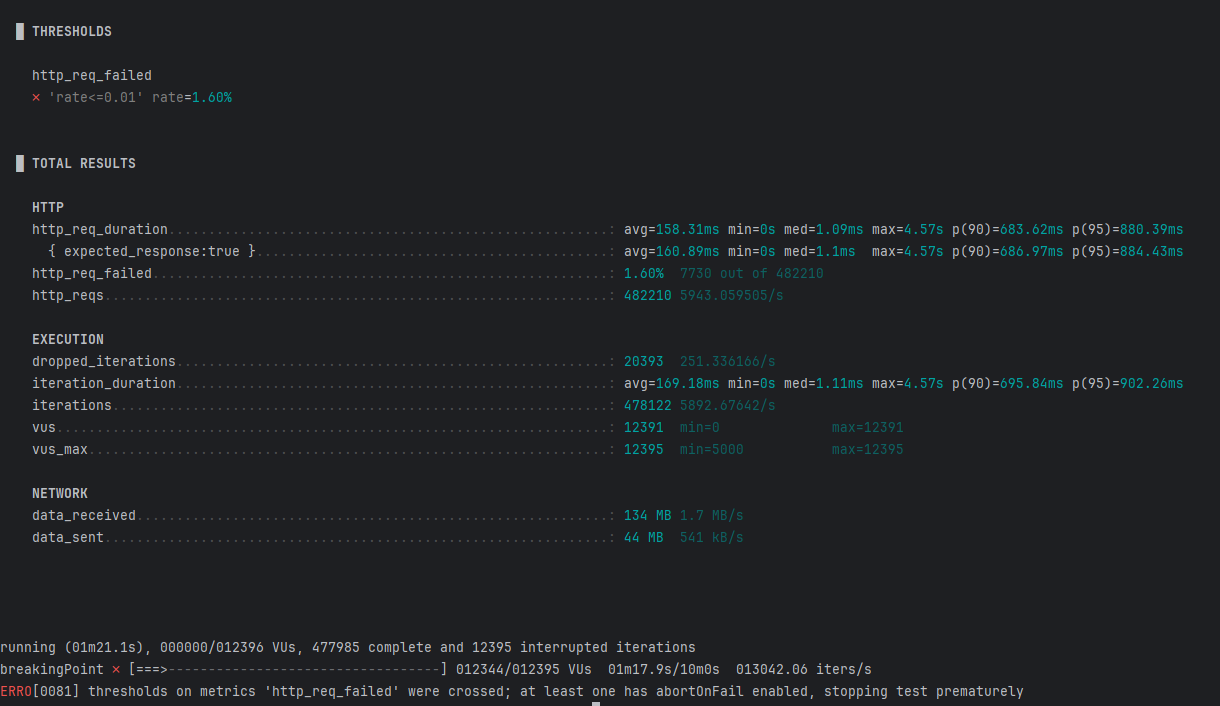 THRESHOLDS
http_req_failed
✗ 'rate<=0.01' rate=1.60%
TOTAL RESULTS
HTTP
http_req_duration.......................................................: avg=158.31ms min=0s med=1.09ms max=4.57s p(90)=683.62ms p(95)=880.39ms
{ expected_response:true }............................................: avg=160.89ms min=0s med=1.1ms  max=4.57s p(90)=686.97ms p(95)=884.43ms
http_req_failed.........................................................: 1.60%  7730 out of 482210
http_reqs...............................................................: 482210 5943.059505/s
EXECUTION
dropped_iterations......................................................: 20393  251.336166/s
iteration_duration......................................................: avg=169.18ms min=0s med=1.11ms max=4.57s p(90)=695.84ms p(95)=902.26ms
iterations..............................................................: 478122 5892.67642/s
vus.....................................................................: 12391  min=0              max=12391
vus_max.................................................................: 12395  min=5000           max=12395
NETWORK
data_received...........................................................: 134 MB 1.7 MB/s
data_sent...............................................................: 44 MB  541 kB/s
running (01m21.1s), 000000/012396 VUs, 477985 complete and 12395 interrupted iterations
breakingPoint ✗ [===>----------------------------------] 012344/012395 VUs  01m17.9s/10m0s  013042.06 iters/s
ERRO[0081] thresholds on metrics 'http_req_failed' were crossed; at least one has abortOnFail enabled, stopping test prematurely